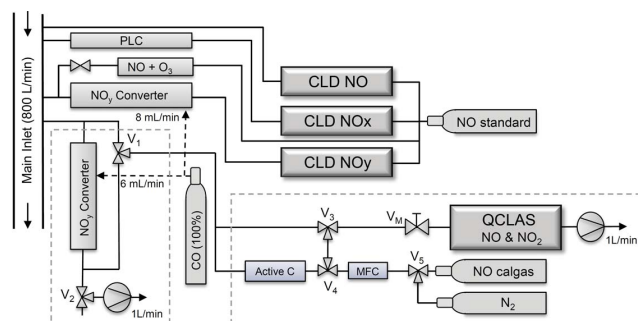 Main Inlet (800 L/min)
PLC
NO + O3
NOy Converter
8 mL/min
CLD NO
CLD NOx
CLD NOy
NO standard
V1
NOy Converter
6 mL/min
CO (100%)
V2
1L/min
V3
VM
QCLAS
NO & NO2
1L/min
Active C
V4
MFC
V5
NO calgas
N2